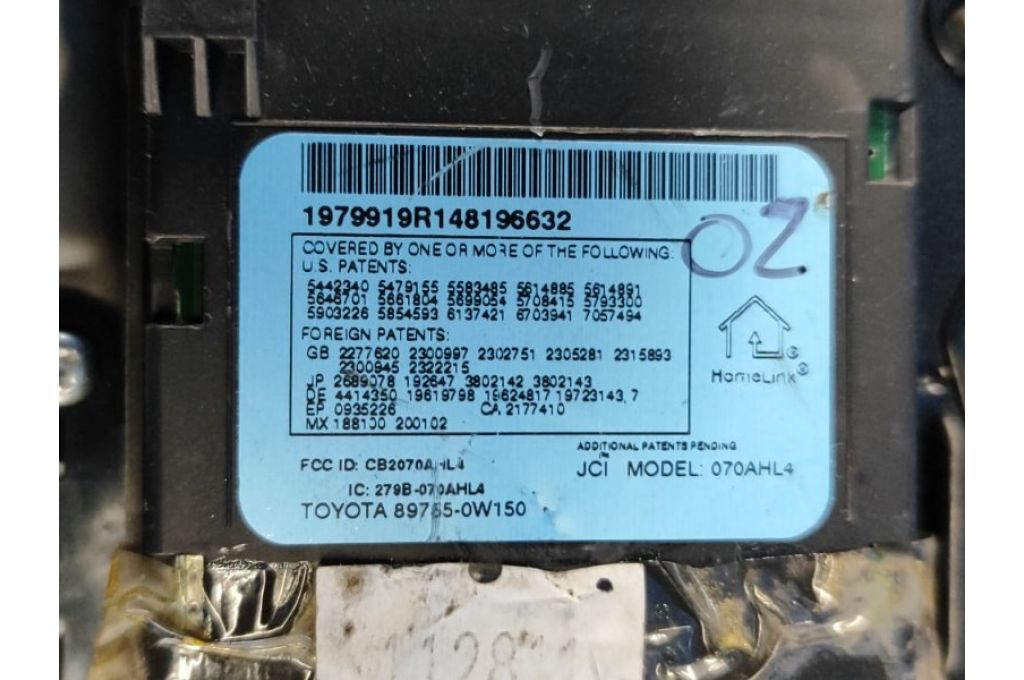 1979919R148196632
OZ
COVERED BY ONE OR MORE OF THE FOLLOWING:
U.S. PATENTS:
5442340 5479155 5583485 5614885 5614891
5646701 5661804 5699054 5708415 5793300
5903226 5854593 6137421 6703941 7057494
FOREIGN PATENTS:
GB 2277620 2300997 2302751 2305281 2315893
2300945 2322215
JP 2689078 192647 3802142 3802143
DE 4414350 19619798 19624817 19723143.7
EP 0935226 CA 2177410
MX 188100 200102
HomeLink®
ADDITIONAL PATENTS PENDING
FCC ID: CB2070AHL4
JCI MODEL: 070AHL4
IC: 279B-070AHL4
TOYOTA 89765-0W150